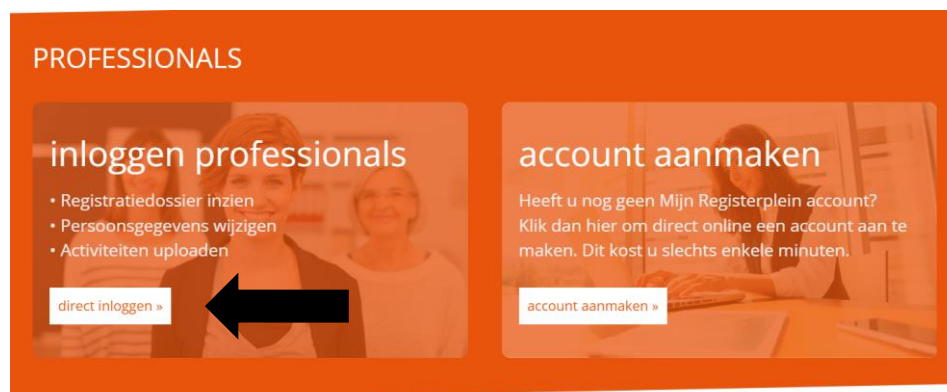 PROFESSIONALS
inloggen professionals
• Registratiedossier inzien
• Persoonsgegevens wijzigen
• Activiteiten uploaden
direct inloggen »
account aanmaken
Heeft u nog geen Mijn Registerplein account?
Klik dan hier om direct online een account aan te
maken. Dit kost u slechts enkele minuten.
account aanmaken »